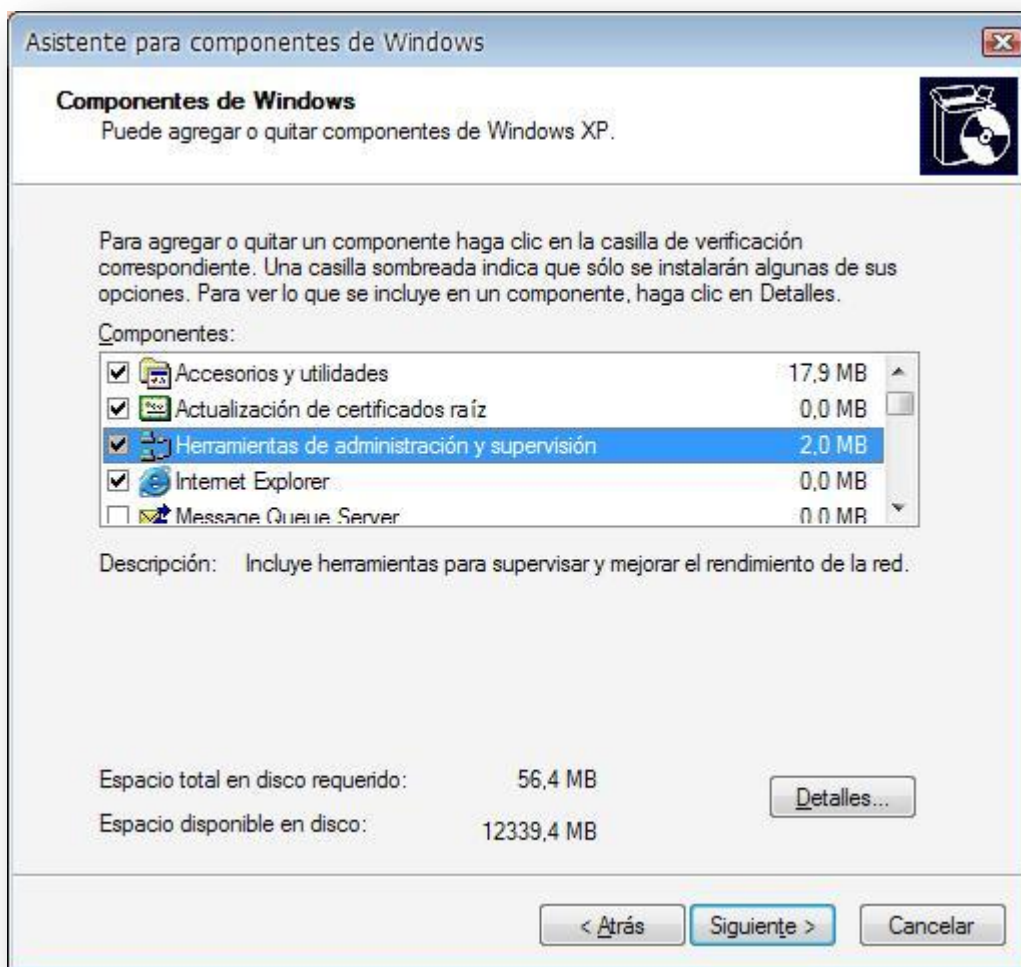 Asistente para componentes de Windows
Componentes de Windows
Puede agregar o quitar componentes de Windows XP.
Para agregar o quitar un componente haga clic en la casilla de verificación
correspondiente. Una casilla sombreada indica que sólo se instalarán algunas de sus
opciones. Para ver lo que se incluye en un componente, haga clic en Detalles.
Componentes:
Accesorios y utilidades 17,9 MB
Actualización de certificados raíz 0,0 MB
Herramientas de administración y supervisión 2,0 MB
Internet Explorer 0,0 MB
Message Queue Server 0,0 MB
Descripción: Incluye herramientas para supervisar y mejorar el rendimiento de la red.
Espacio total en disco requerido: 56,4 MB
Detalles...
Espacio disponible en disco: 12339,4 MB
< Atrás Siguiente > Cancelar